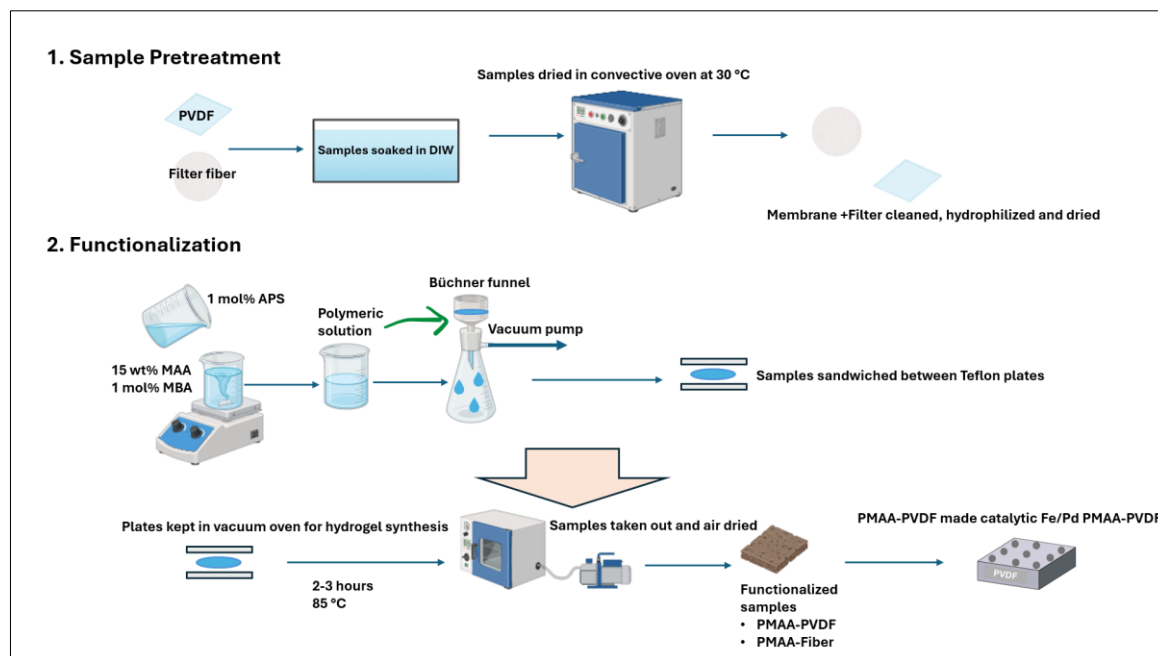 1. Sample Pretreatment
Samples dried in convective oven at 30 ºC
PVDF
Samples soaked in DIW
Filter fiber
Membrane +Filter cleaned, hydrophilized and dried
2. Functionalization
Büchner funnel
1 mol% APS
Polymeric
solution
Vacuum pump
15 wt% MAA
1 mol% MBA
Samples sandwiched between Teflon plates
Plates kept in vacuum oven for hydrogel synthesis
2-3 hours
85 ºC
Samples taken out and air dried
Functionalized
samples
• PMAA-PVDF
• PMAA-Fiber
PMAA-PVDF made catalytic Fe/Pd PMAA-PVDF
PVDF